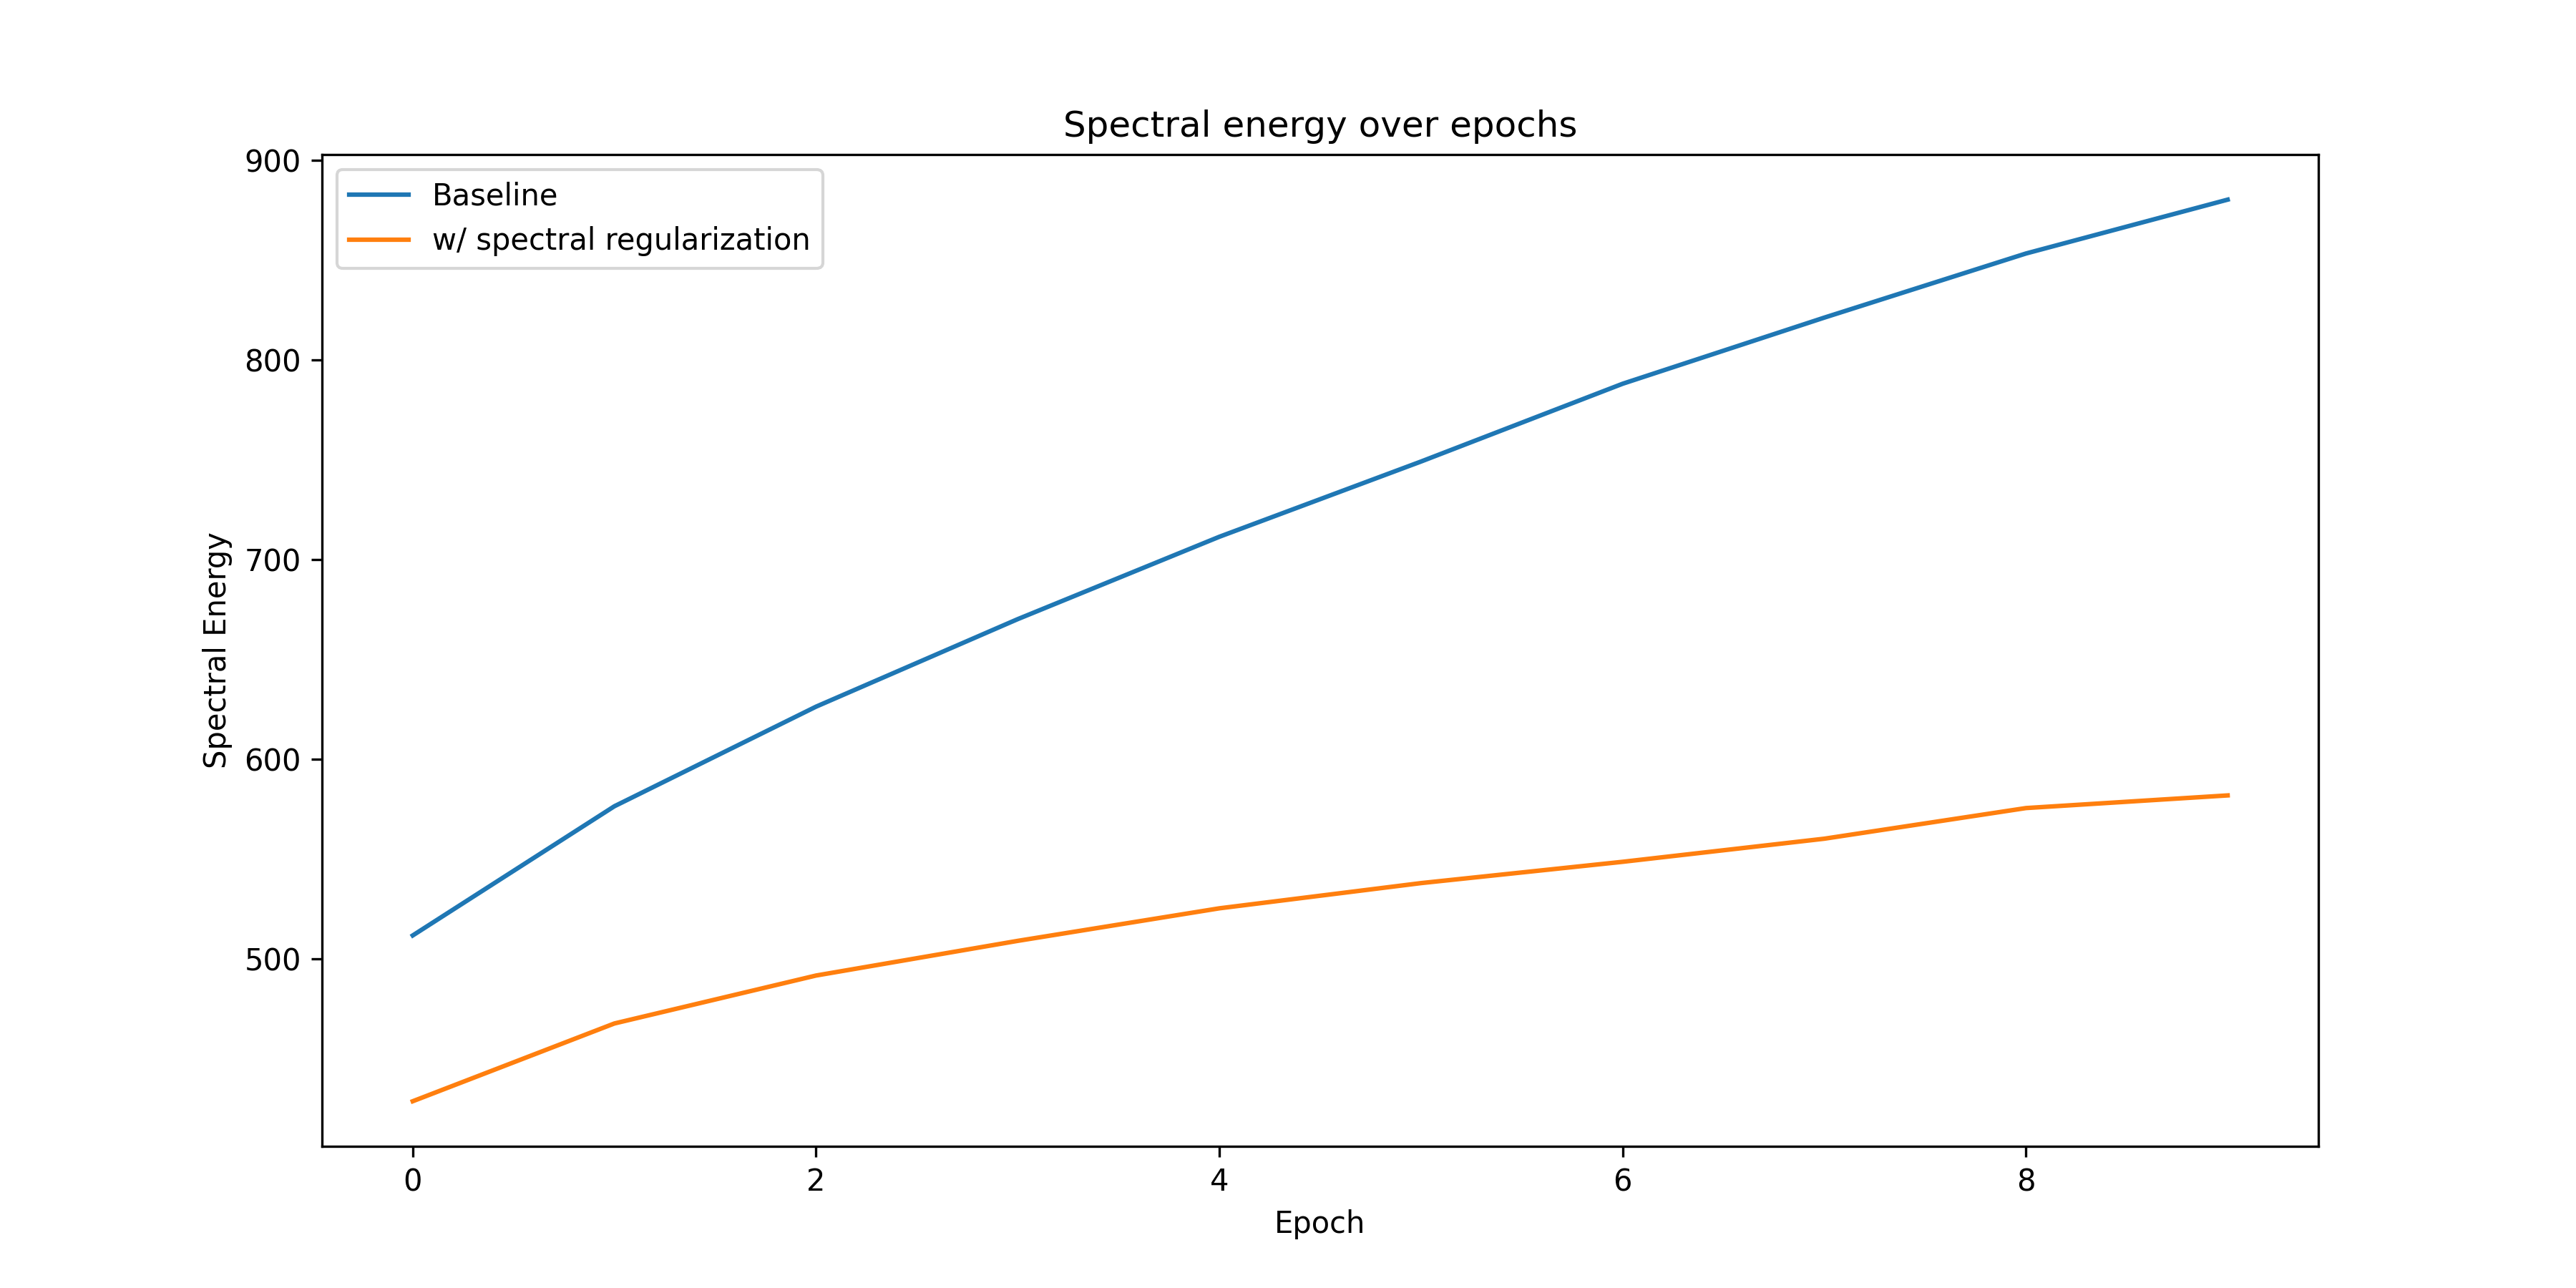 Spectral energy over epochs
900
800
700
600
500
Spectral Energy
Baseline
w/ spectral regularization
0 2 4 6 8
Epoch